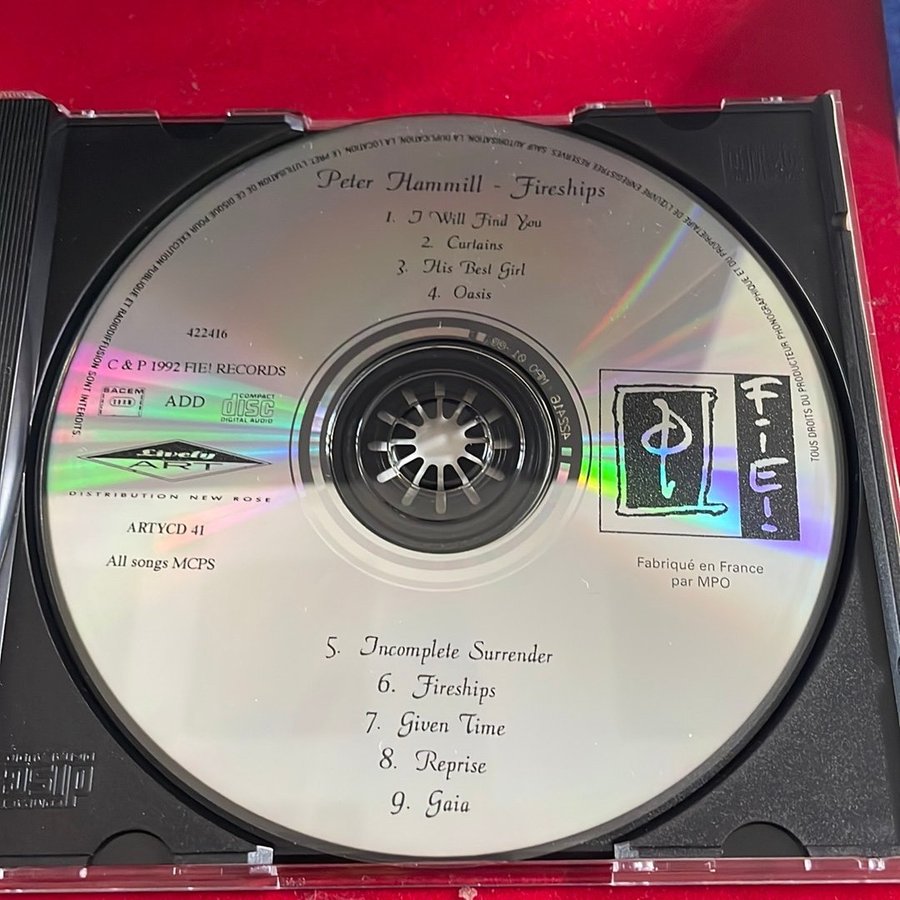 TOUS DROITS DU PRODUCTEUR PHONOGRAPHIQUE ET DU PROPRIETAIRE DE L'ŒUVRE ENREGISTREE RESERVES. SAUF AUTORISATION, LA DUPLICATION, LA LOCATION, LE PRET, L'UTILISATION DE CE DISQUE POUR EXECUTION PUBLIQUE ET RADIODIFFUSION SONT INTERDITS
Peter Hammill - Fireships
1. I Will Find You
2. Curtains
3. His Best Girl
4. Oasis
422416
C & P 1992 FIE! RECORDS
SACEM
ADD
COMPACT
disc
DIGITAL AUDIO
Lively
ART
DISTRIBUTION NEW ROSE
ARTYCD 41
All songs MCPS
F·I·E!
Fabriqué en France
par MPO
5. Incomplete Surrender
6. Fireships
7. Given Time
8. Reprise
9. Gaia